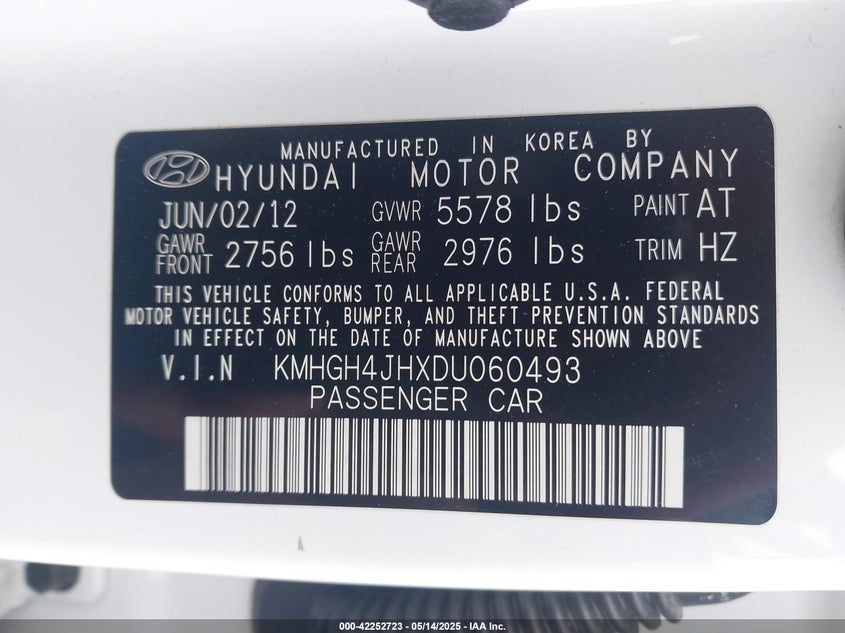 MANUFACTURED IN KOREA BY
HYUNDAI MOTOR COMPANY
JUN/02/12 GVWR 5578 lbs PAINT AT
GAWR FRONT 2756 lbs GAWR REAR 2976 lbs TRIM HZ
THIS VEHICLE CONFORMS TO ALL APPLICABLE U.S.A. FEDERAL
MOTOR VEHICLE SAFETY, BUMPER, AND THEFT PREVENTION STANDARDS
IN EFFECT ON THE DATE OF MANUFACTURE SHOWN ABOVE
V.I.N KMHGH4JHXDU060493
PASSENGER CAR
000-42252723 - 05/14/2025 - IAA Inc.